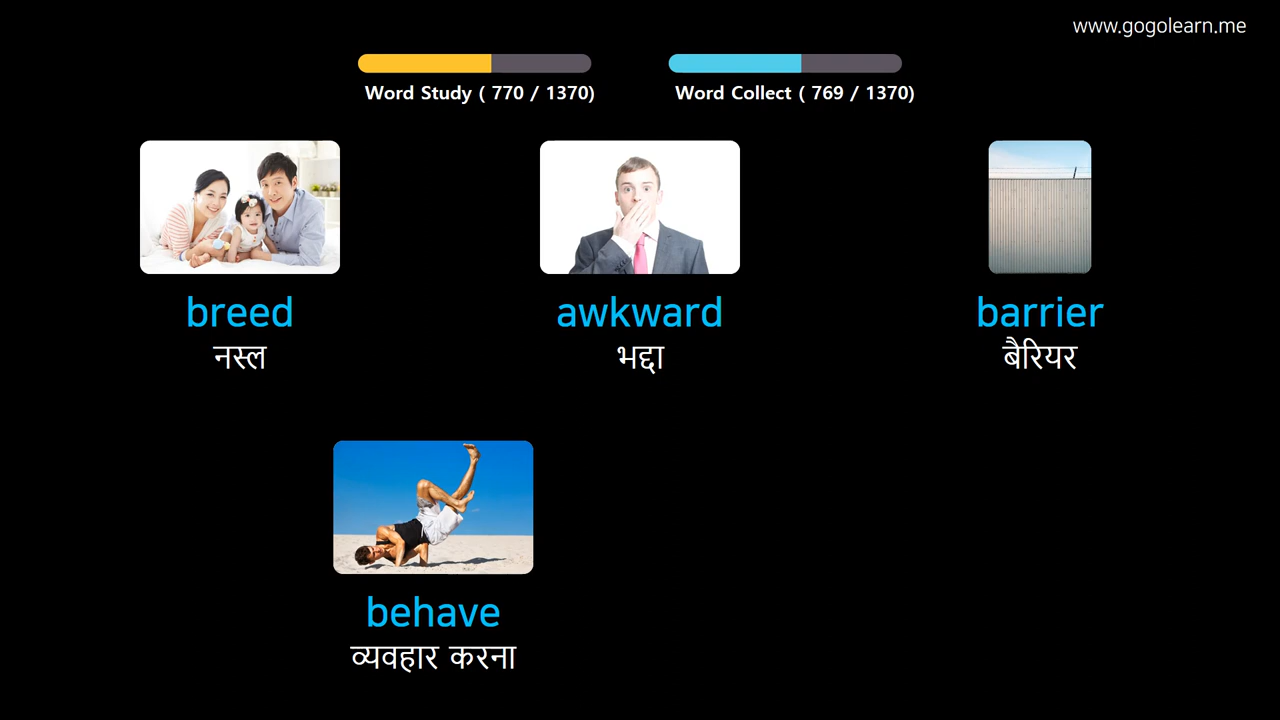 www.gogolearn.me
Word Study ( 770 / 1370)
Word Collect ( 769 / 1370)
breed
नस्ल
awkward
भद्दा
barrier
बैरियर
behave
व्यवहार करना